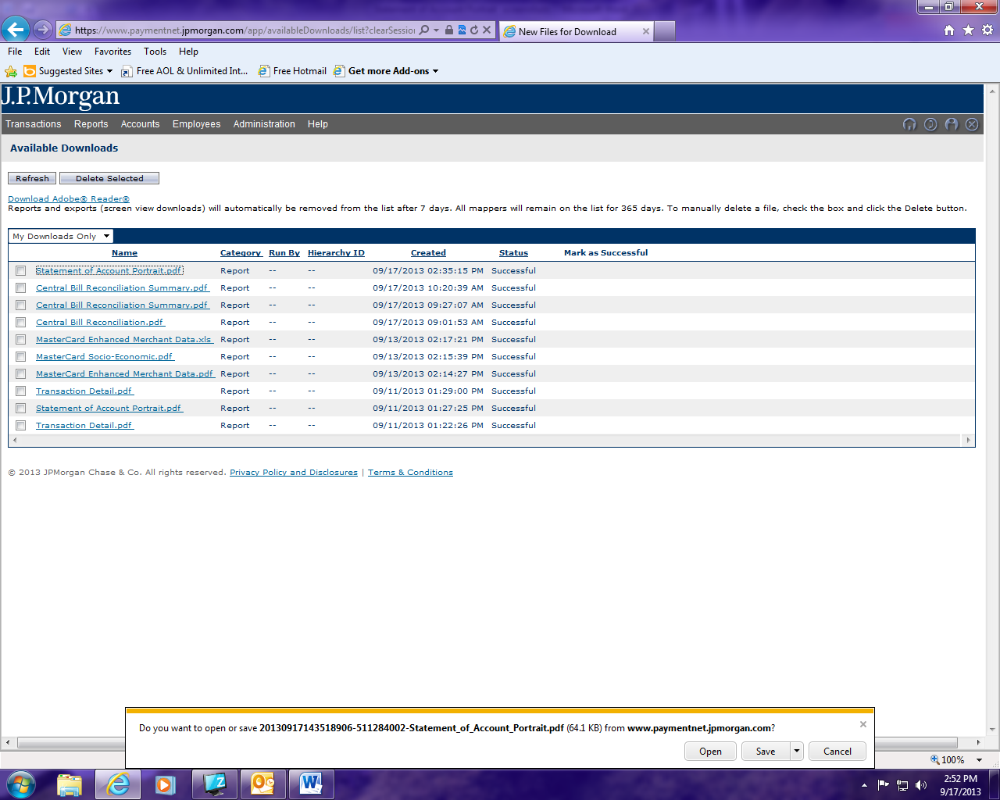 https://www.paymentnet.jpmorgan.com/app/availableDownloads/list?clearSessio
New Files for Download
File Edit View Favorites Tools Help
Suggested Sites Free AOL & Unlimited Int... Free Hotmail Get more Add-ons
J.P.Morgan
Transactions Reports Accounts Employees Administration Help
Available Downloads
Refresh Delete Selected
Download Adobe® Reader®
Reports and exports (screen view downloads) will automatically be removed from the list after 7 days. All mappers will remain on the list for 365 days. To manually delete a file, check the box and click the Delete button.
My Downloads Only
Name Category Run By Hierarchy ID Created Status Mark as Successful
Statement of Account Portrait.pdf Report -- -- 09/17/2013 02:35:15 PM Successful
Central Bill Reconciliation Summary.pdf Report -- -- 09/17/2013 10:20:39 AM Successful
Central Bill Reconciliation Summary.pdf Report -- -- 09/17/2013 09:27:07 AM Successful
Central Bill Reconciliation.pdf Report -- -- 09/17/2013 09:01:53 AM Successful
MasterCard Enhanced Merchant Data.xls Report -- -- 09/13/2013 02:17:21 PM Successful
MasterCard Socio-Economic.pdf Report -- -- 09/13/2013 02:15:39 PM Successful
MasterCard Enhanced Merchant Data.pdf Report -- -- 09/13/2013 02:14:27 PM Successful
Transaction Detail.pdf Report -- -- 09/11/2013 01:29:00 PM Successful
Statement of Account Portrait.pdf Report -- -- 09/11/2013 01:27:25 PM Successful
Transaction Detail.pdf Report -- -- 09/11/2013 01:22:26 PM Successful
© 2013 JPMorgan Chase & Co. All rights reserved. Privacy Policy and Disclosures | Terms & Conditions
Do you want to open or save 20130917143518906-511284002-Statement_of_Account_Portrait.pdf (64.1 KB) from www.paymentnet.jpmorgan.com?
Open Save Cancel
100%
2:52 PM
9/17/2013